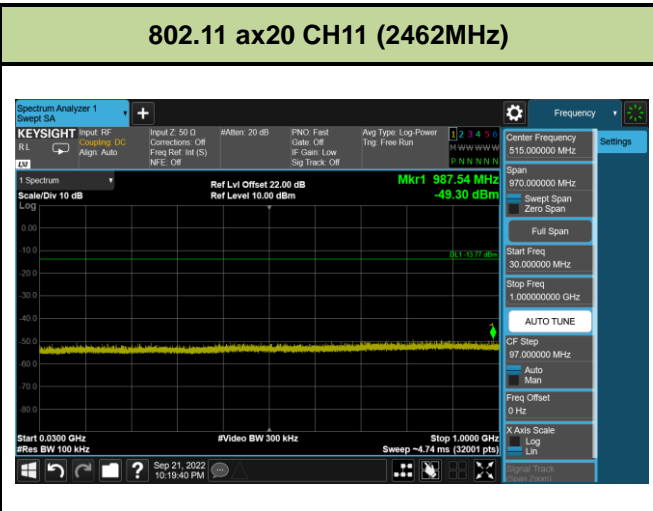 802.11 ax20 CH11 (2462MHz)
Spectrum Analyzer 1
Swept SA
+
Frequency
Settings
KEYSIGHT
RL
LXI
Input: RF
Coupling: DC
Align: Auto
Input Z: 50 Ω
Corrections: Off
Freq Ref: Int (S)
NFE: Off
#Atten: 20 dB
PNO: Fast
Gate: Off
IF Gain: Low
Sig Track: Off
Avg Type: Log-Power
Trig: Free Run
1 2 3 4 5 6
M W W W W W
P N N N N N
1 Spectrum
Scale/Div 10 dB
Log
Ref Lvl Offset 22.00 dB
Ref Level 10.00 dBm
Mkr1 987.54 MHz
-49.30 dBm
0.00
-10.0
-20.0
-30.0
-40.0
-50.0
-60.0
-70.0
-80.0
DL1 -13.77 dBm
1
Start 0.0300 GHz
#Res BW 100 kHz
#Video BW 300 kHz
Stop 1.0000 GHz
Sweep ~4.74 ms (32001 pts)
Center Frequency
515.000000 MHz
Span
970.000000 MHz
Swept Span
Zero Span
Full Span
Start Freq
30.000000 MHz
Stop Freq
1.000000000 GHz
AUTO TUNE
CF Step
97.000000 MHz
Auto
Man
Freq Offset
0 Hz
X Axis Scale
Log
Lin
Signal Track
(Span Zoom)
?
Sep 21, 2022
10:19:40 PM